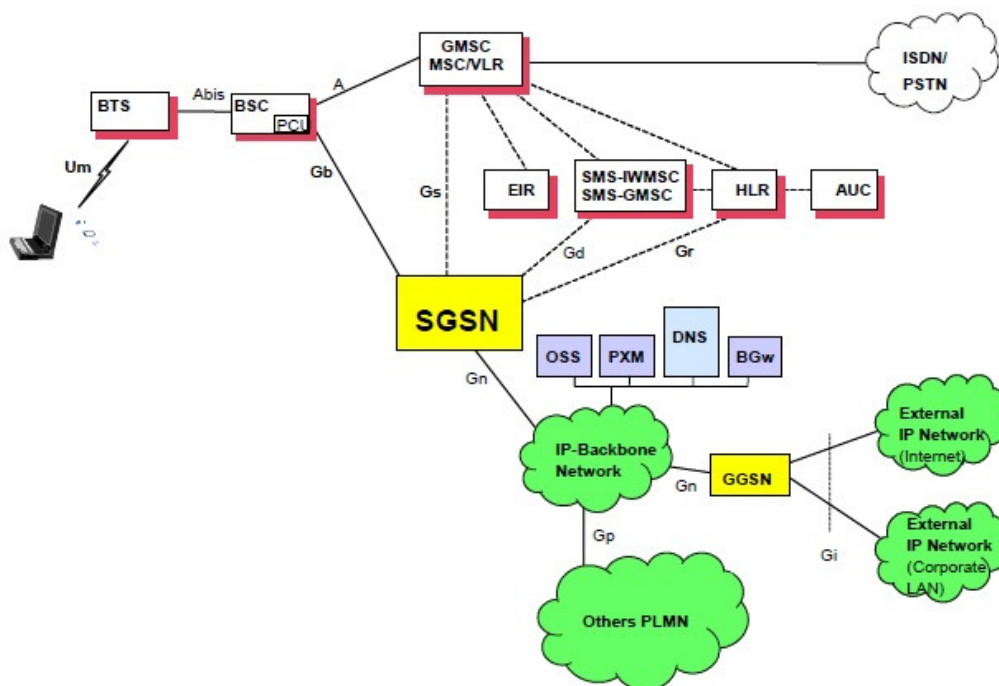 GMSC
MSC/VLR
ISDN/
PSTN
A
Abis
BTS
BSC
PCU
Um
Gb
Gs
EIR
SMS-IWMSC
SMS-GMSC
HLR
AUC
Gd
Gr
SGSN
OSS
PXM
DNS
BGw
Gn
IP-Backbone
Network
Gn
GGSN
External
IP Network
(Internet)
Gp
Gi
External
IP Network
(Corporate
LAN)
Others PLMN